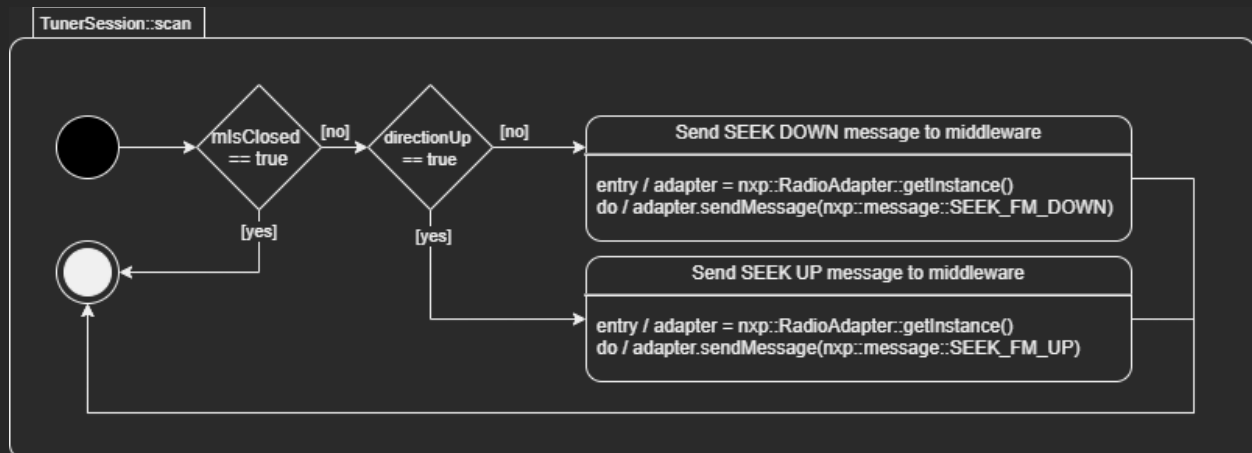 TunerSession::scan
mIsClosed
== true
[no]
directionUp
== true
[no]
[yes]
[yes]
Send SEEK DOWN message to middleware
entry / adapter = nxp::RadioAdapter::getInstance()
do / adapter.sendMessage(nxp::message::SEEK_FM_DOWN)
Send SEEK UP message to middleware
entry / adapter = nxp::RadioAdapter::getInstance()
do / adapter.sendMessage(nxp::message::SEEK_FM_UP)